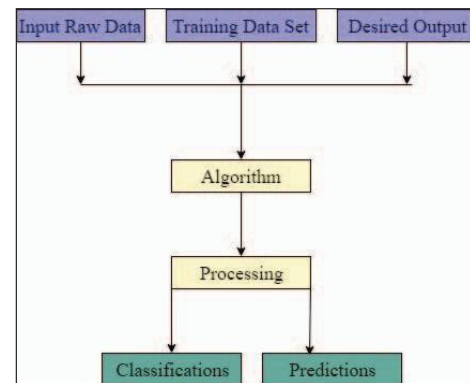 Input Raw Data
Training Data Set
Desired Output
Algorithm
Processing
Classifications
Predictions